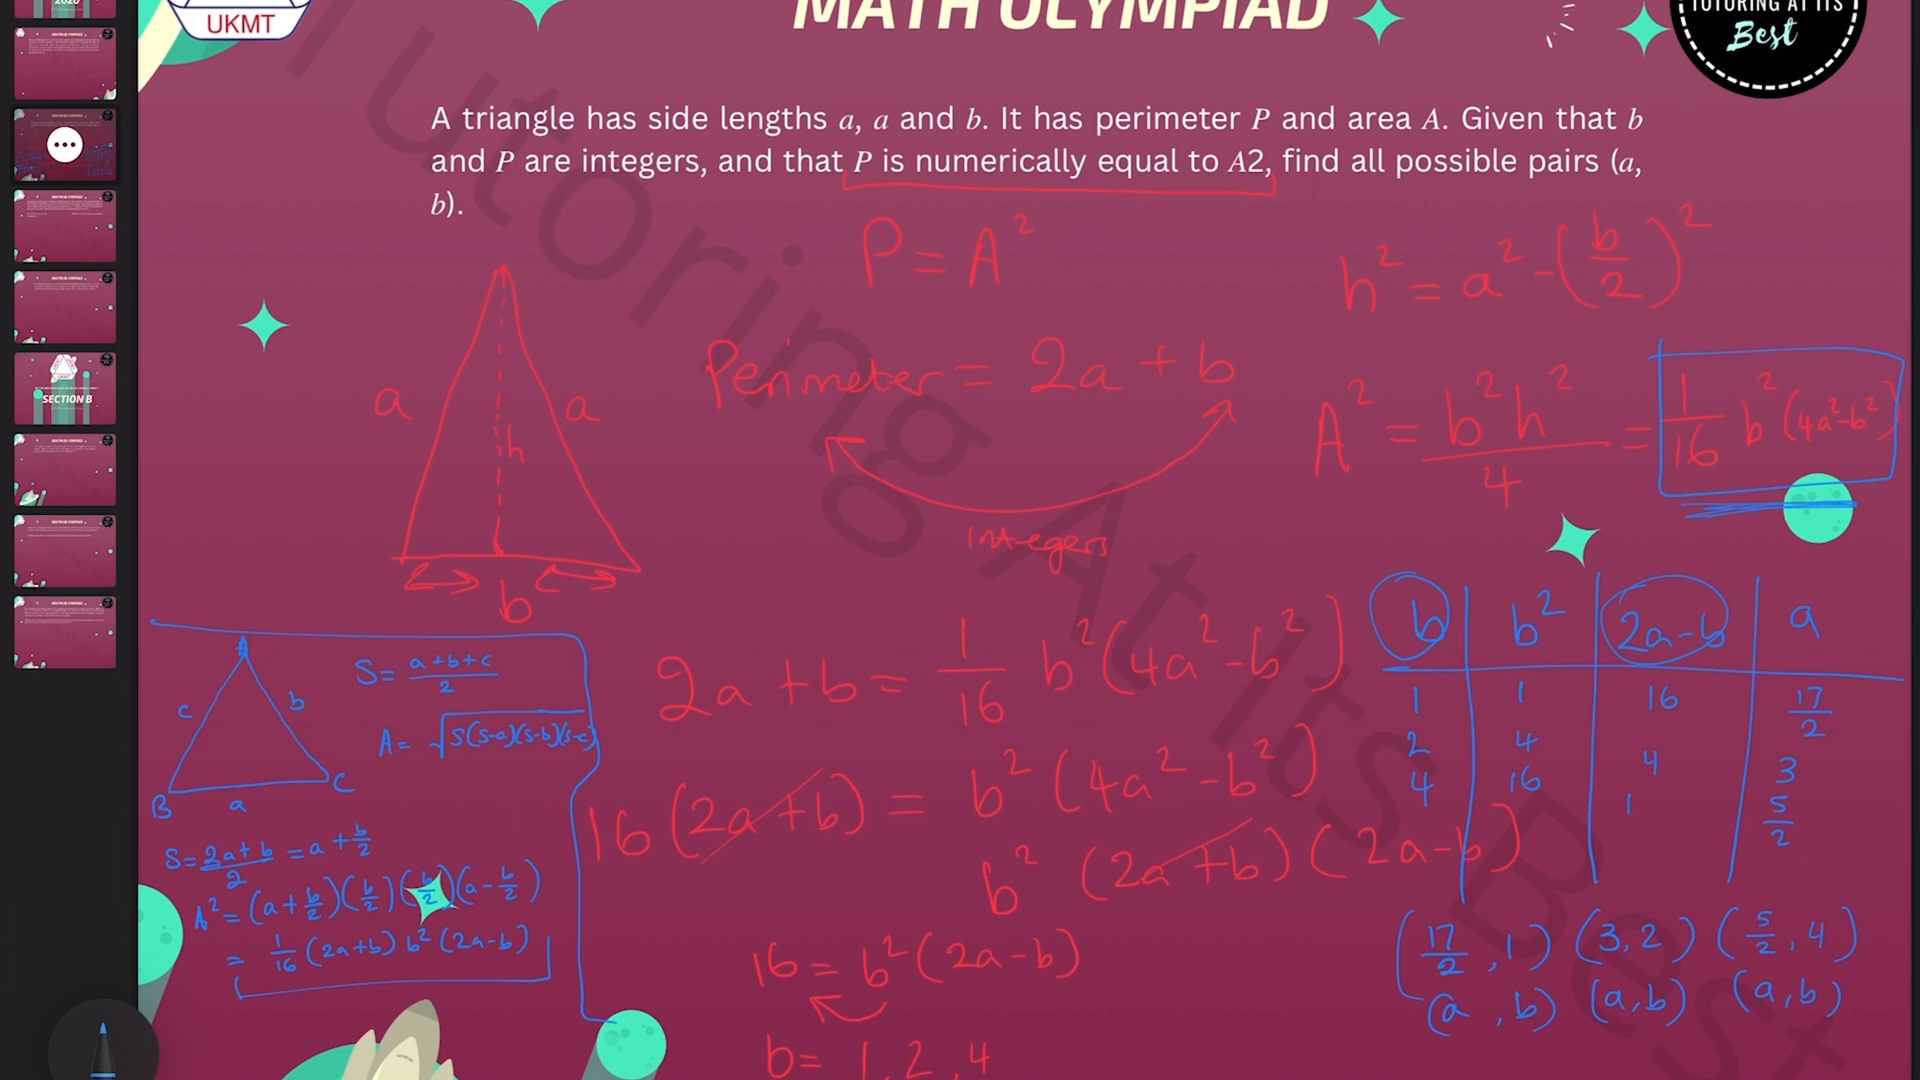 UKMT
MATH OLYMPIAD
TUTORING AT ITS
Best
A triangle has side lengths a, a and b. It has perimeter P and area A. Given that b
and P are integers, and that P is numerically equal to A2, find all possible pairs (a,
b).
P = A²
h² = a² - (b/2)²
a
a
h
b
Perimeter = 2a + b
integers
A² = b²h²/4 = 1/16 b² (4a²-b²)
2a + b = 1/16 b² (4a² - b²)
16 (2a + b) = b² (4a² - b²)
b² (2a + b) (2a - b)
16 = b² (2a - b)
b = 1, 2, 4
A
c
b
B
a
C
S = a+b+c/2
A = √S(S-a)(S-b)(S-c)
S = 2a+b/2 = a + b/2
A² = (a + b/2)(b/2)(b/2)(a - b/2)
= 1/16 (2a+b) b² (2a-b)
b b² 2a-b a
1 1 16 17/2
2 4 4 3
4 16 1 5/2
(17/2, 1) (3, 2) (5/2, 4)
(a, b) (a, b) (a, b)
SECTION B
UKMT
Tutoring At Its Best